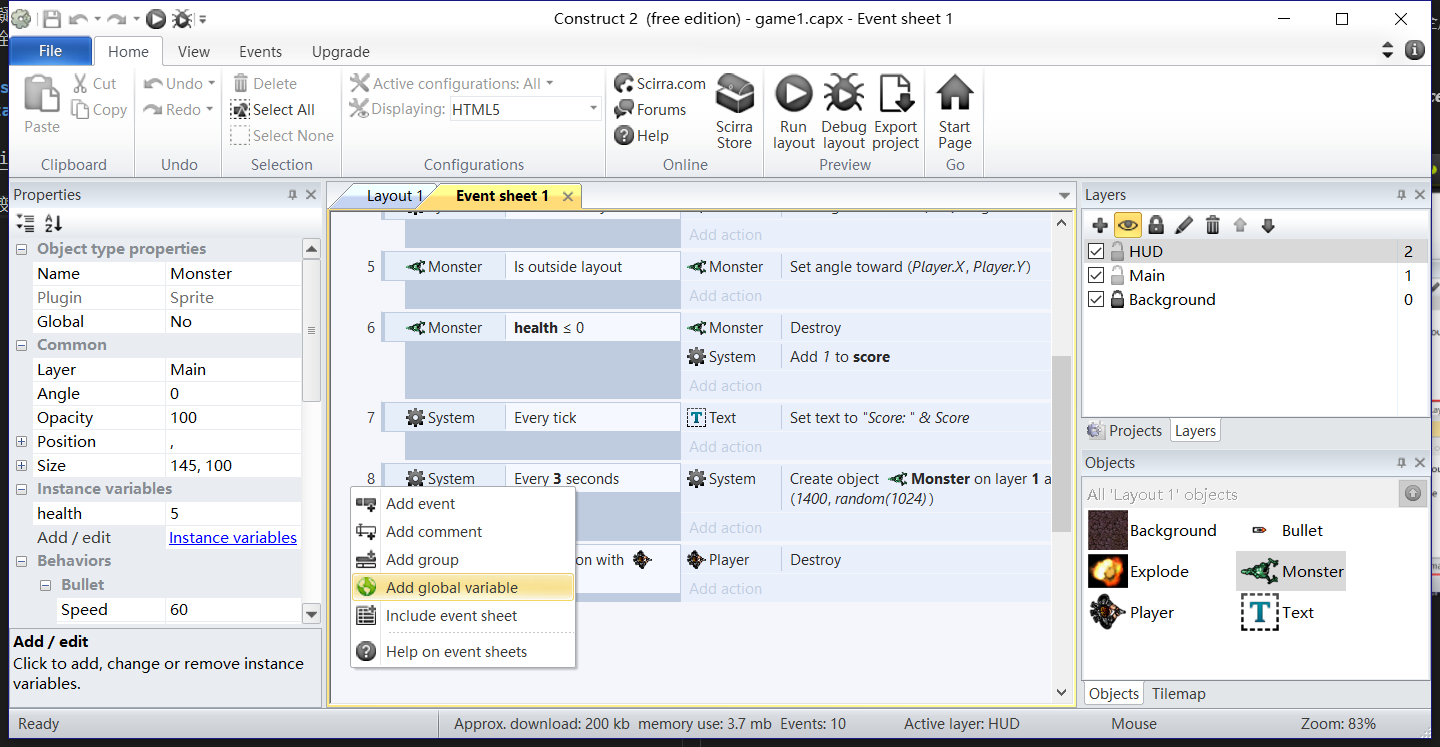 Construct 2 (free edition) - game1.capx - Event sheet 1
File Home View Events Upgrade
Paste Cut Copy
Clipboard
Undo
Redo
Undo
Delete
Select All
Select None
Selection
Active configurations: All
Displaying: HTML5
Configurations
Scirra.com
Forums
Help
Scirra Store
Online
Run layout
Debug layout
Export project
Preview
Start Page
Go
Properties
Object type properties
Name Monster
Plugin Sprite
Global No
Common
Layer Main
Angle 0
Opacity 100
Position ,
Size 145, 100
Instance variables
health 5
Add / edit Instance variables
Behaviors
Bullet
Speed 60
Add / edit
Click to add, change or remove instance
variables.
Layout 1 Event sheet 1
Add action
5 Monster Is outside layout Monster Set angle toward (Player.X, Player.Y)
Add action
6 Monster health ≤ 0 Monster Destroy
System Add 1 to score
Add action
7 System Every tick Text Set text to "Score: " & Score
Add action
8 System Every 3 seconds System Create object Monster on layer 1 a
(1400, random(1024))
Add action
on with Player Destroy
Add action
Add event
Add comment
Add group
Add global variable
Include event sheet
Help on event sheets
Layers
HUD 2
Main 1
Background 0
Projects Layers
Objects
All 'Layout 1' objects
Background Bullet
Explode Monster
Player Text
Objects Tilemap
Ready Approx. download: 200 kb memory use: 3.7 mb Events: 10 Active layer: HUD Mouse Zoom: 83%